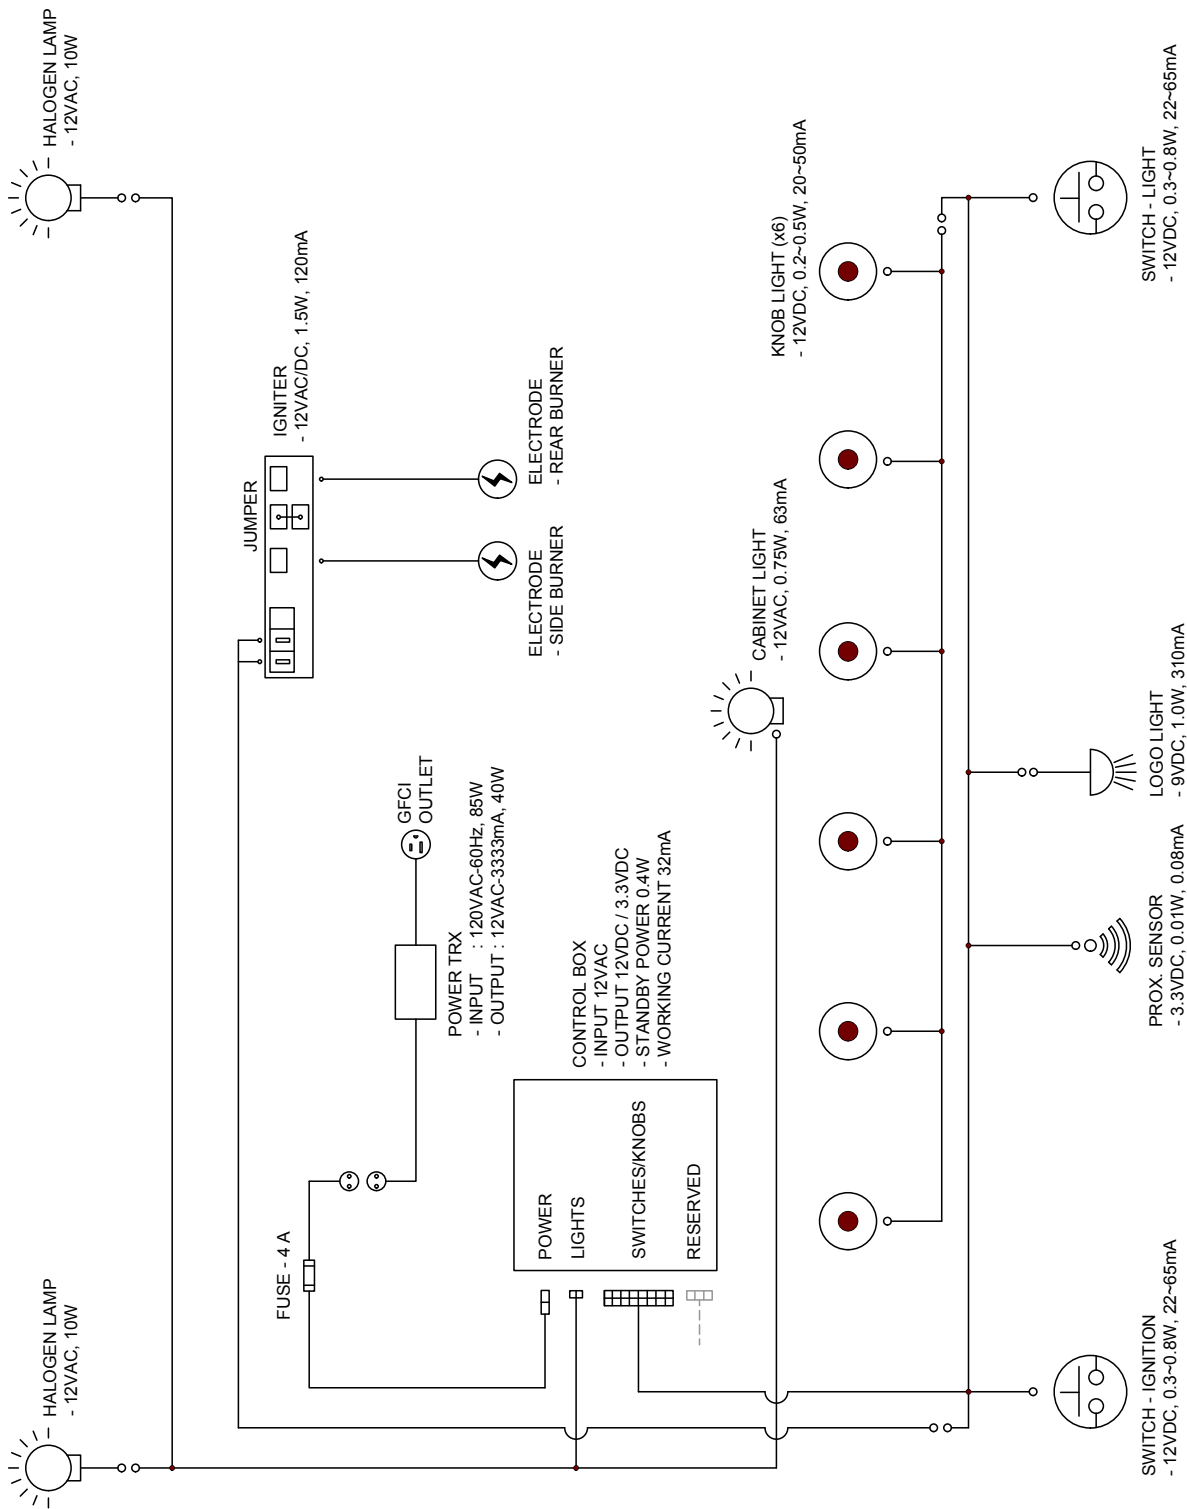 HALOGEN LAMP
- 12VAC, 10W
HALOGEN LAMP
- 12VAC, 10W
FUSE - 4 A
JUMPER
IGNITER
- 12VAC/DC, 1.5W, 120mA
GFCI
OUTLET
POWER TRX
- INPUT : 120VAC-60Hz, 85W
- OUTPUT : 12VAC-3333mA, 40W
ELECTRODE
- SIDE BURNER
ELECTRODE
- REAR BURNER
POWER
LIGHTS
SWITCHES/KNOBS
RESERVED
CONTROL BOX
- INPUT 12VAC
- OUTPUT 12VDC / 3.3VDC
- STANDBY POWER 0.4W
- WORKING CURRENT 32mA
CABINET LIGHT
- 12VAC, 0.75W, 63mA
KNOB LIGHT (x6)
- 12VDC, 0.2~0.5W, 20~50mA
SWITCH - IGNITION
- 12VDC, 0.3~0.8W, 22~65mA
PROX. SENSOR
- 3.3VDC, 0.01W, 0.08mA
LOGO LIGHT
- 9VDC, 1.0W, 310mA
SWITCH - LIGHT
- 12VDC, 0.3~0.8W, 22~65mA